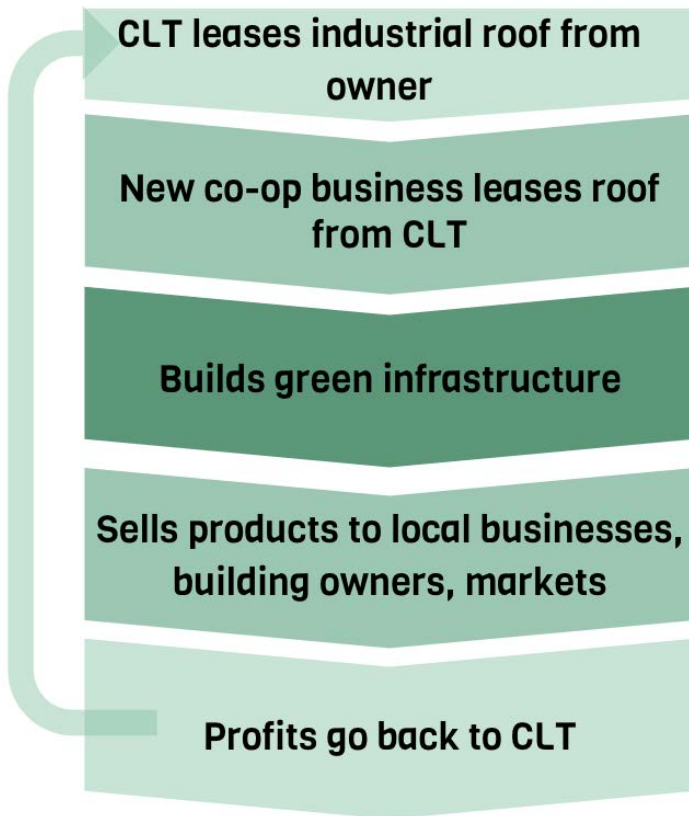 CLT leases industrial roof from
owner
New co-op business leases roof
from CLT
Builds green infrastructure
Sells products to local businesses,
building owners, markets
Profits go back to CLT